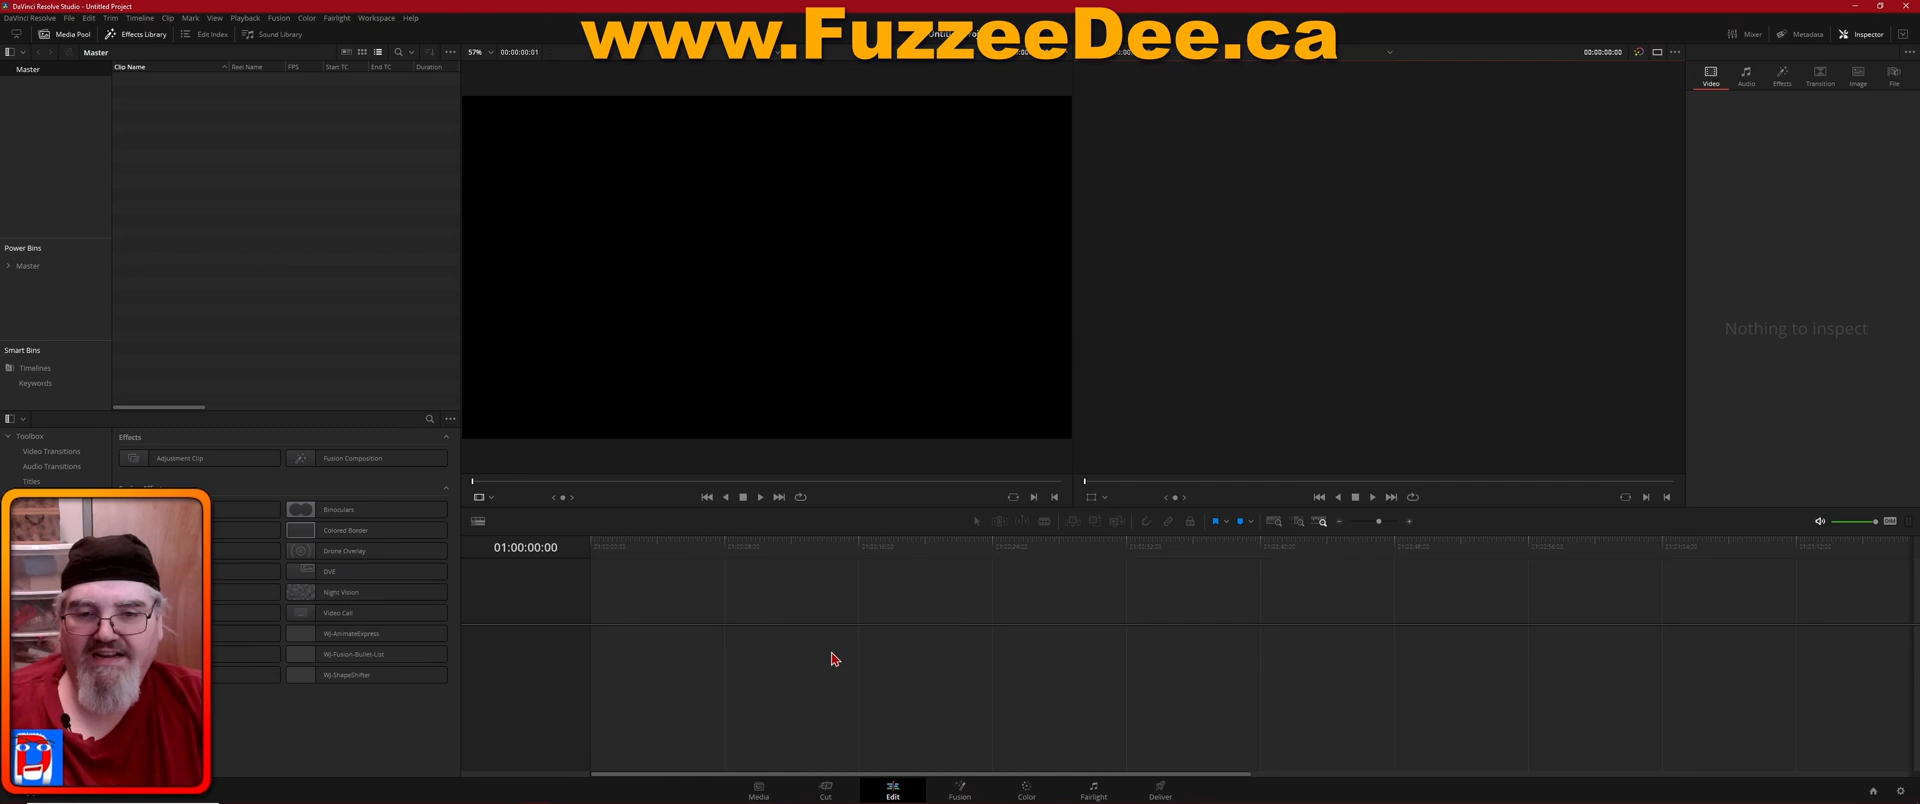 DaVinci Resolve Studio - Untitled Project
DaVinci Resolve File Edit Trim Timeline Clip Mark View Playback Fusion Color Fairlight Workspace Help
www.FuzzeeDee.ca
Media Pool Effects Library Edit Index Sound Library
Mixer Metadata Inspector
Master
57% 00:00:00:01
00:00:00:00
Master
Clip Name Reel Name FPS Start TC End TC Duration
Video Audio Effects Transition Image File
Power Bins
Master
Nothing to inspect
Smart Bins
Timelines
Keywords
Toolbox
Effects
Video Transitions
Adjustment Clip Fusion Composition
Audio Transitions
Titles
Binoculars
Colored Border
Drone Overlay
DVE
Night Vision
Video Call
WJ-AnimateExpress
WJ-Fusion-Bullet-List
WJ-ShapeShifter
DIM
01:00:00:00
Media Cut Edit Fusion Color Fairlight Deliver